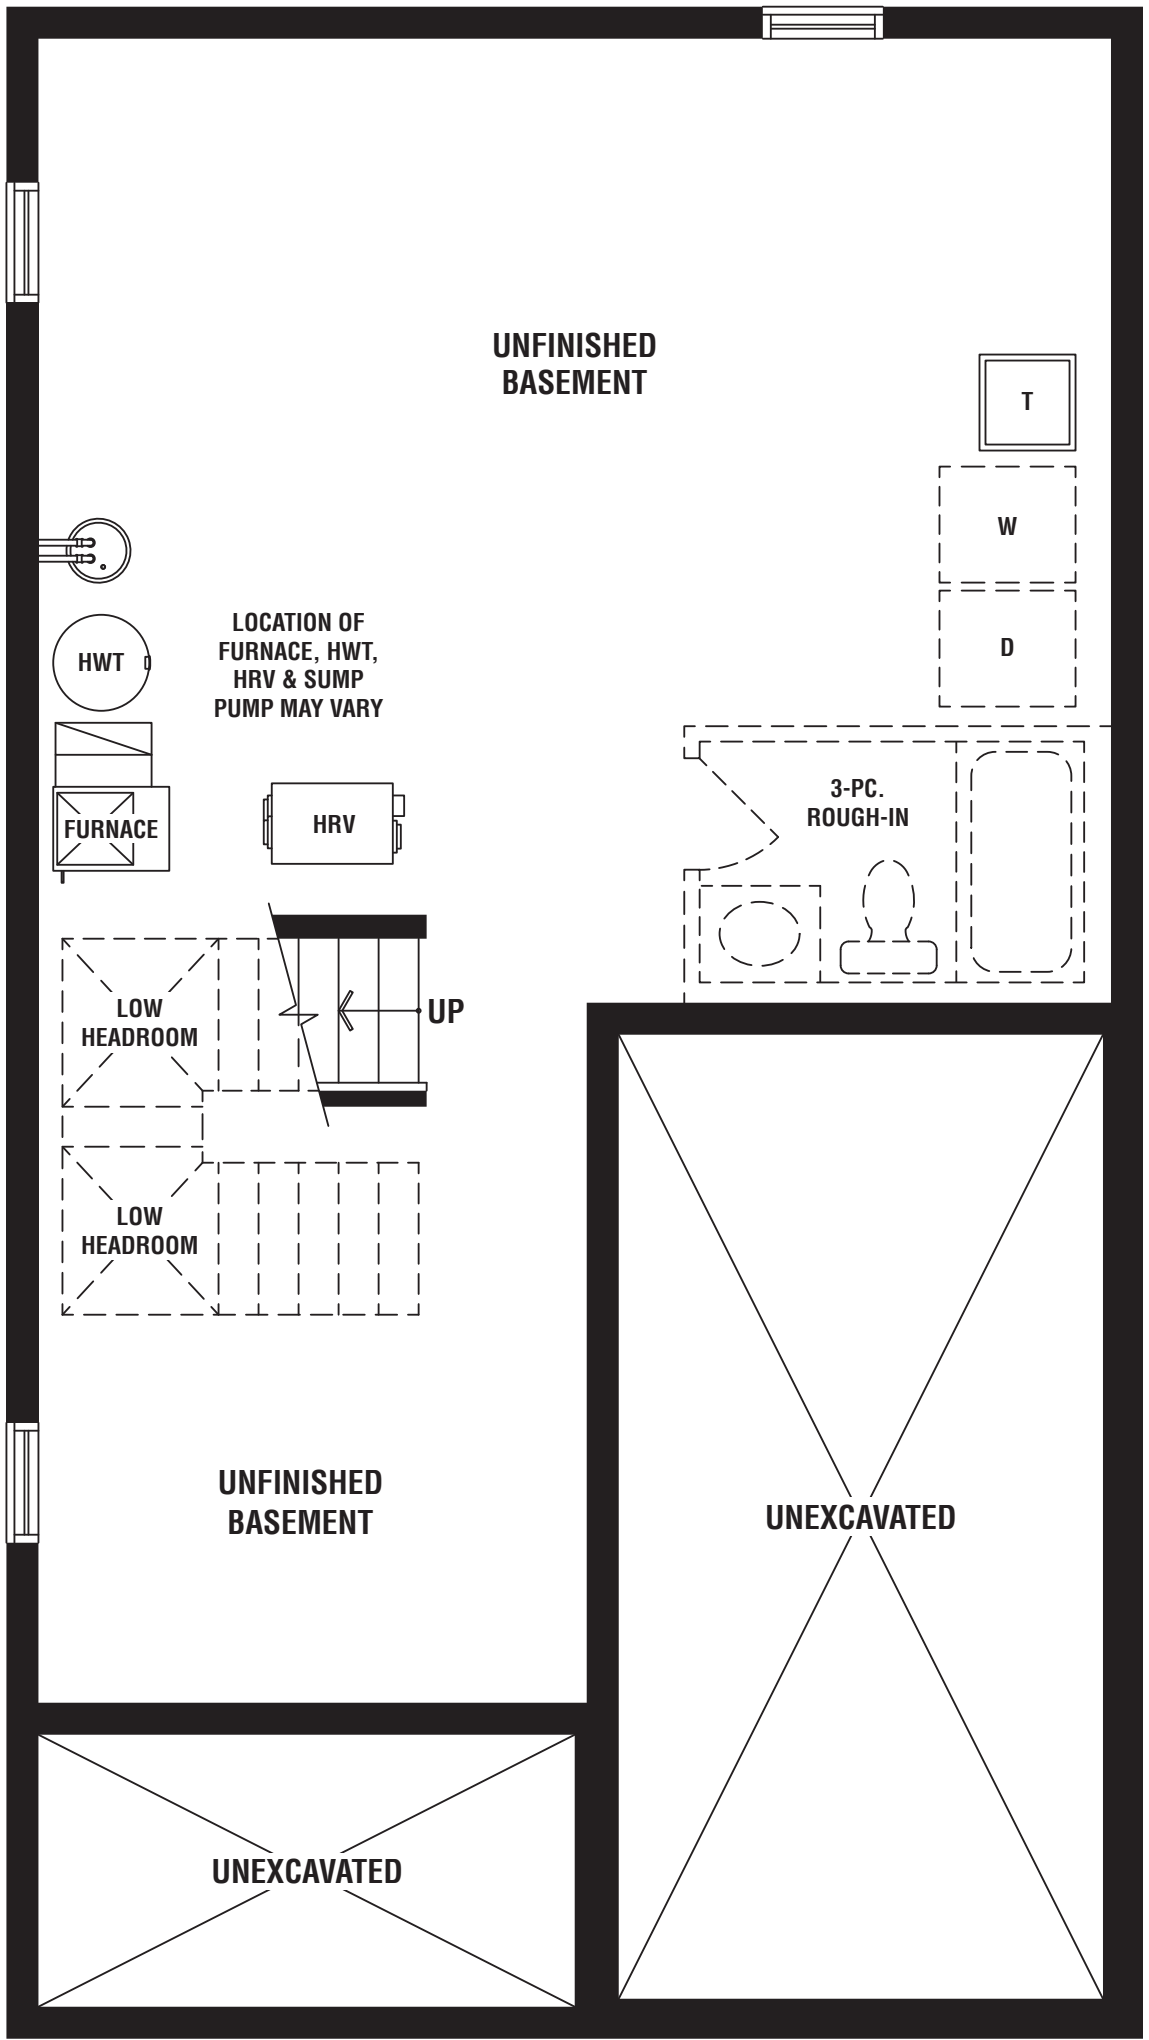 UNFINISHED
BASEMENT
T
W
D
LOCATION OF
FURNACE, HWT,
HRV & SUMP
PUMP MAY VARY
HWT
FURNACE
HRV
3-PC.
ROUGH-IN
LOW
HEADROOM
UP
LOW
HEADROOM
UNFINISHED
BASEMENT
UNEXCAVATED
UNEXCAVATED